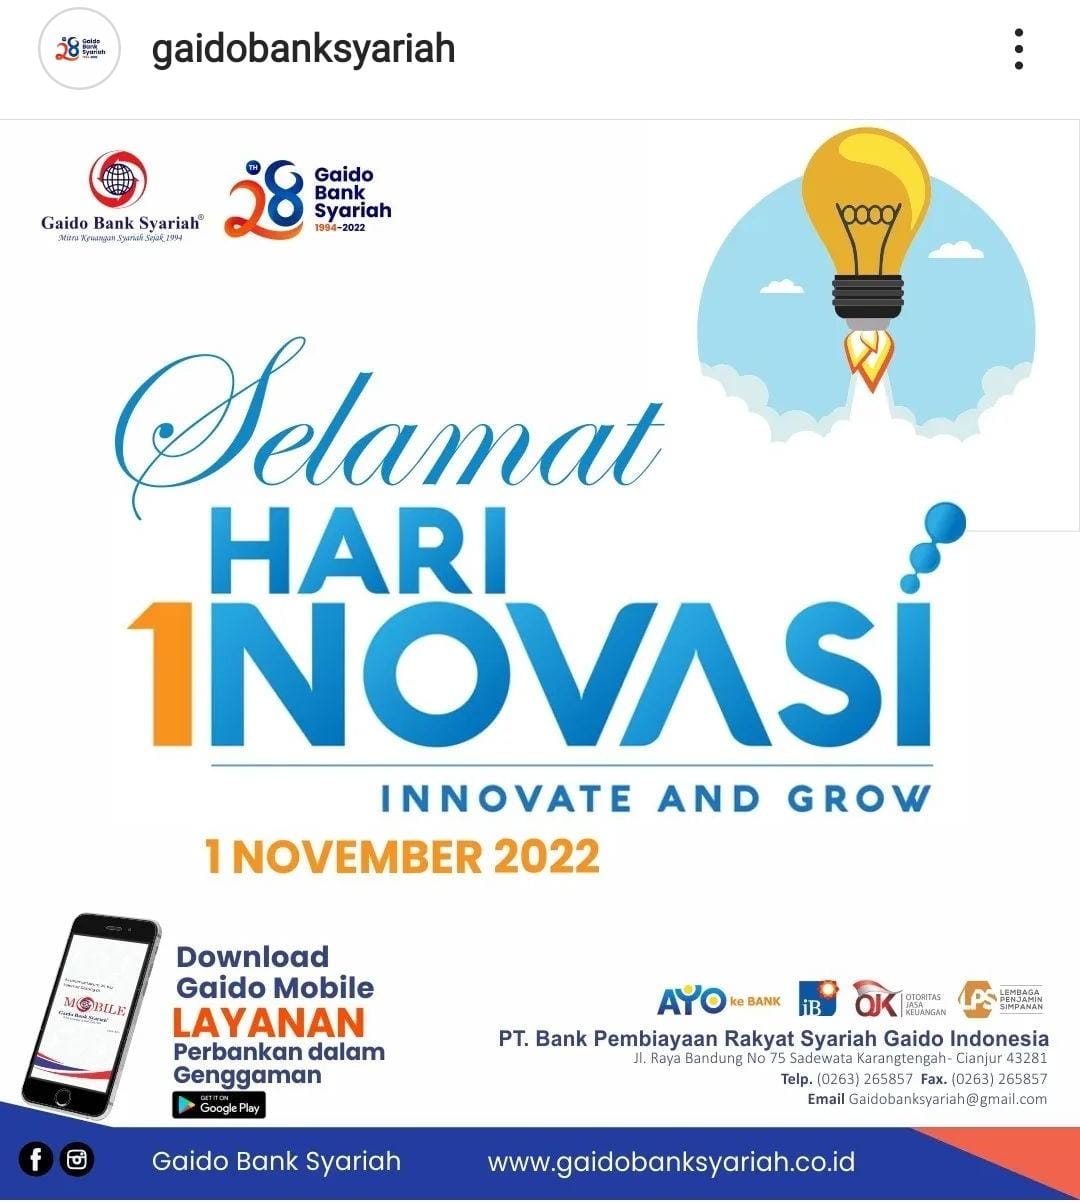 gaidobanksyariah
Gaido Bank Syariah®
Mitra Keuangan Syariah Sejak 1994
28 TH
Gaido
Bank
Syariah
1994-2022
Selamat
HARI
1NOVASI
INNOVATE AND GROW
1 NOVEMBER 2022
MOBILE
Gaido Bank Syariah
Download
Gaido Mobile
LAYANAN
Perbankan dalam
Genggaman
GET IT ON
Google Play
AYO ke BANK
iB
OJK OTORITAS
JASA
KEUANGAN
LPS LEMBAGA
PENJAMIN
SIMPANAN
PT. Bank Pembiayaan Rakyat Syariah Gaido Indonesia
Jl. Raya Bandung No 75 Sadewata Karangtengah- Cianjur 43281
Telp. (0263) 265857 Fax. (0263) 265857
Email Gaidobanksyariah@gmail.com
Gaido Bank Syariah
www.gaidobanksyariah.co.id